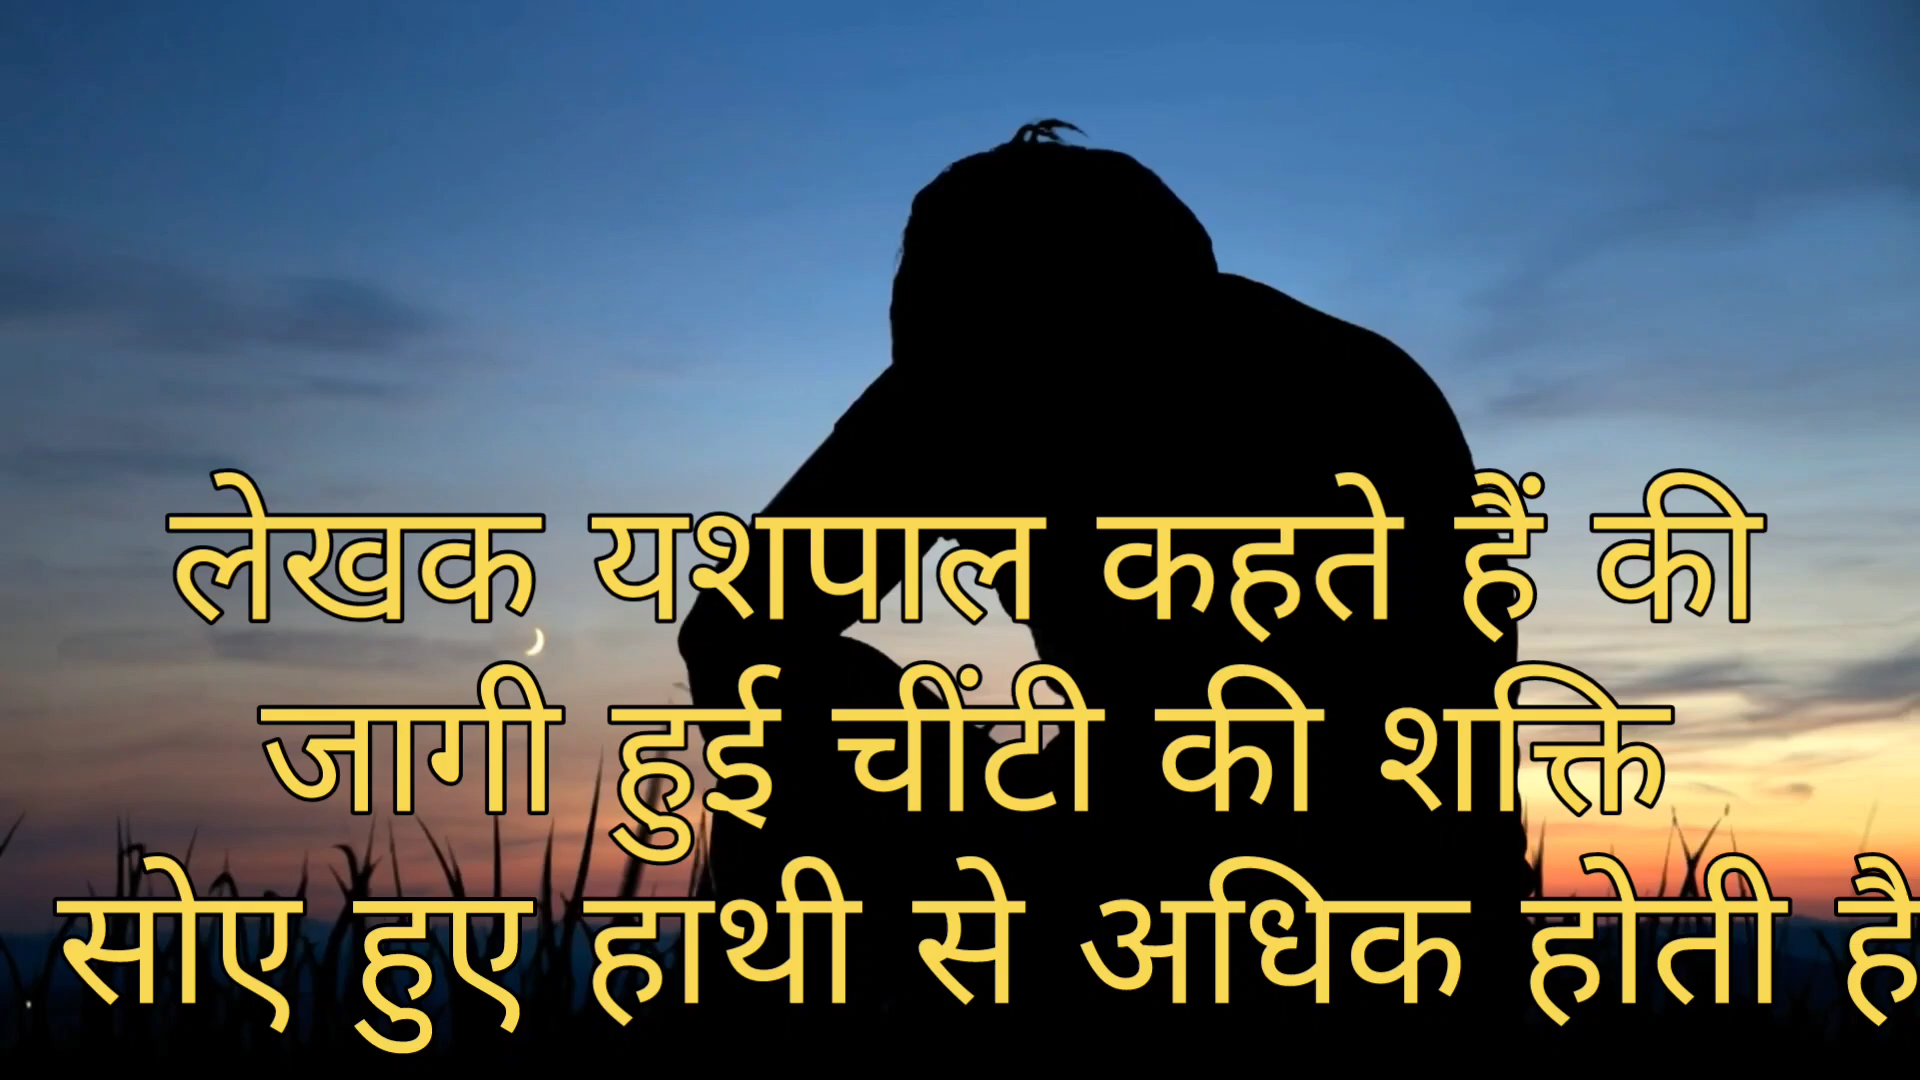 लेखक यशपाल कहते हैं की
जागी हुई चींटी की शक्ति
सोए हुए हाथी से अधिक होती है